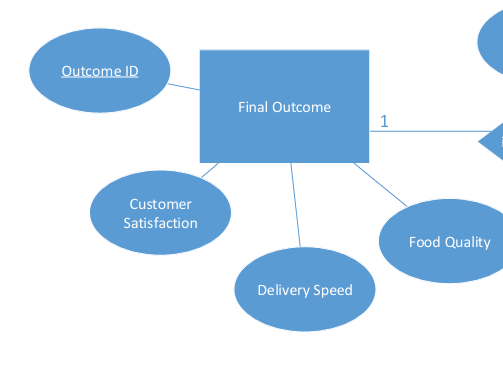 Outcome ID
Final Outcome
1
Customer
Satisfaction
Food Quality
Delivery Speed